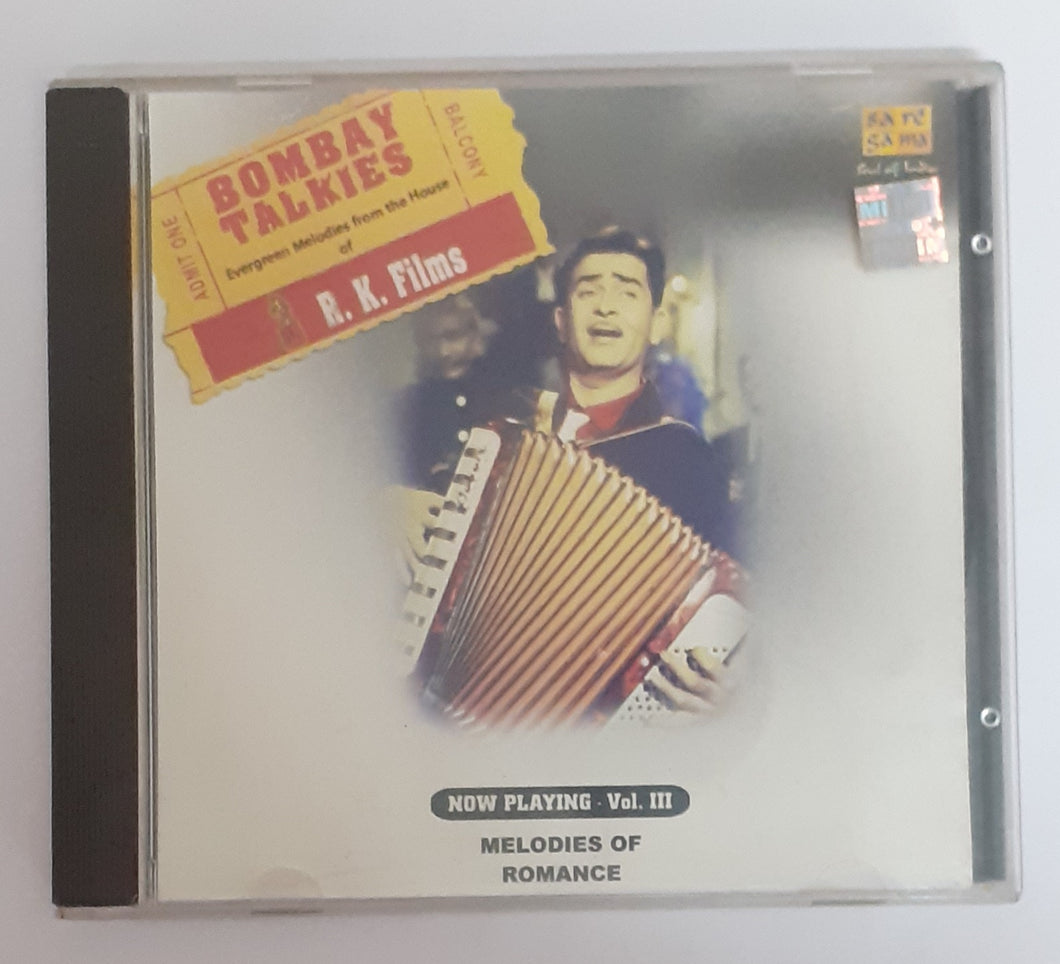 BOMBAY
TALKIES
BALCONY
ADMIT ONE
Evergreen Melodies from the House
of
R. K. Films
sa re
ga ma
NOW PLAYING · Vol. III
MELODIES OF
ROMANCE